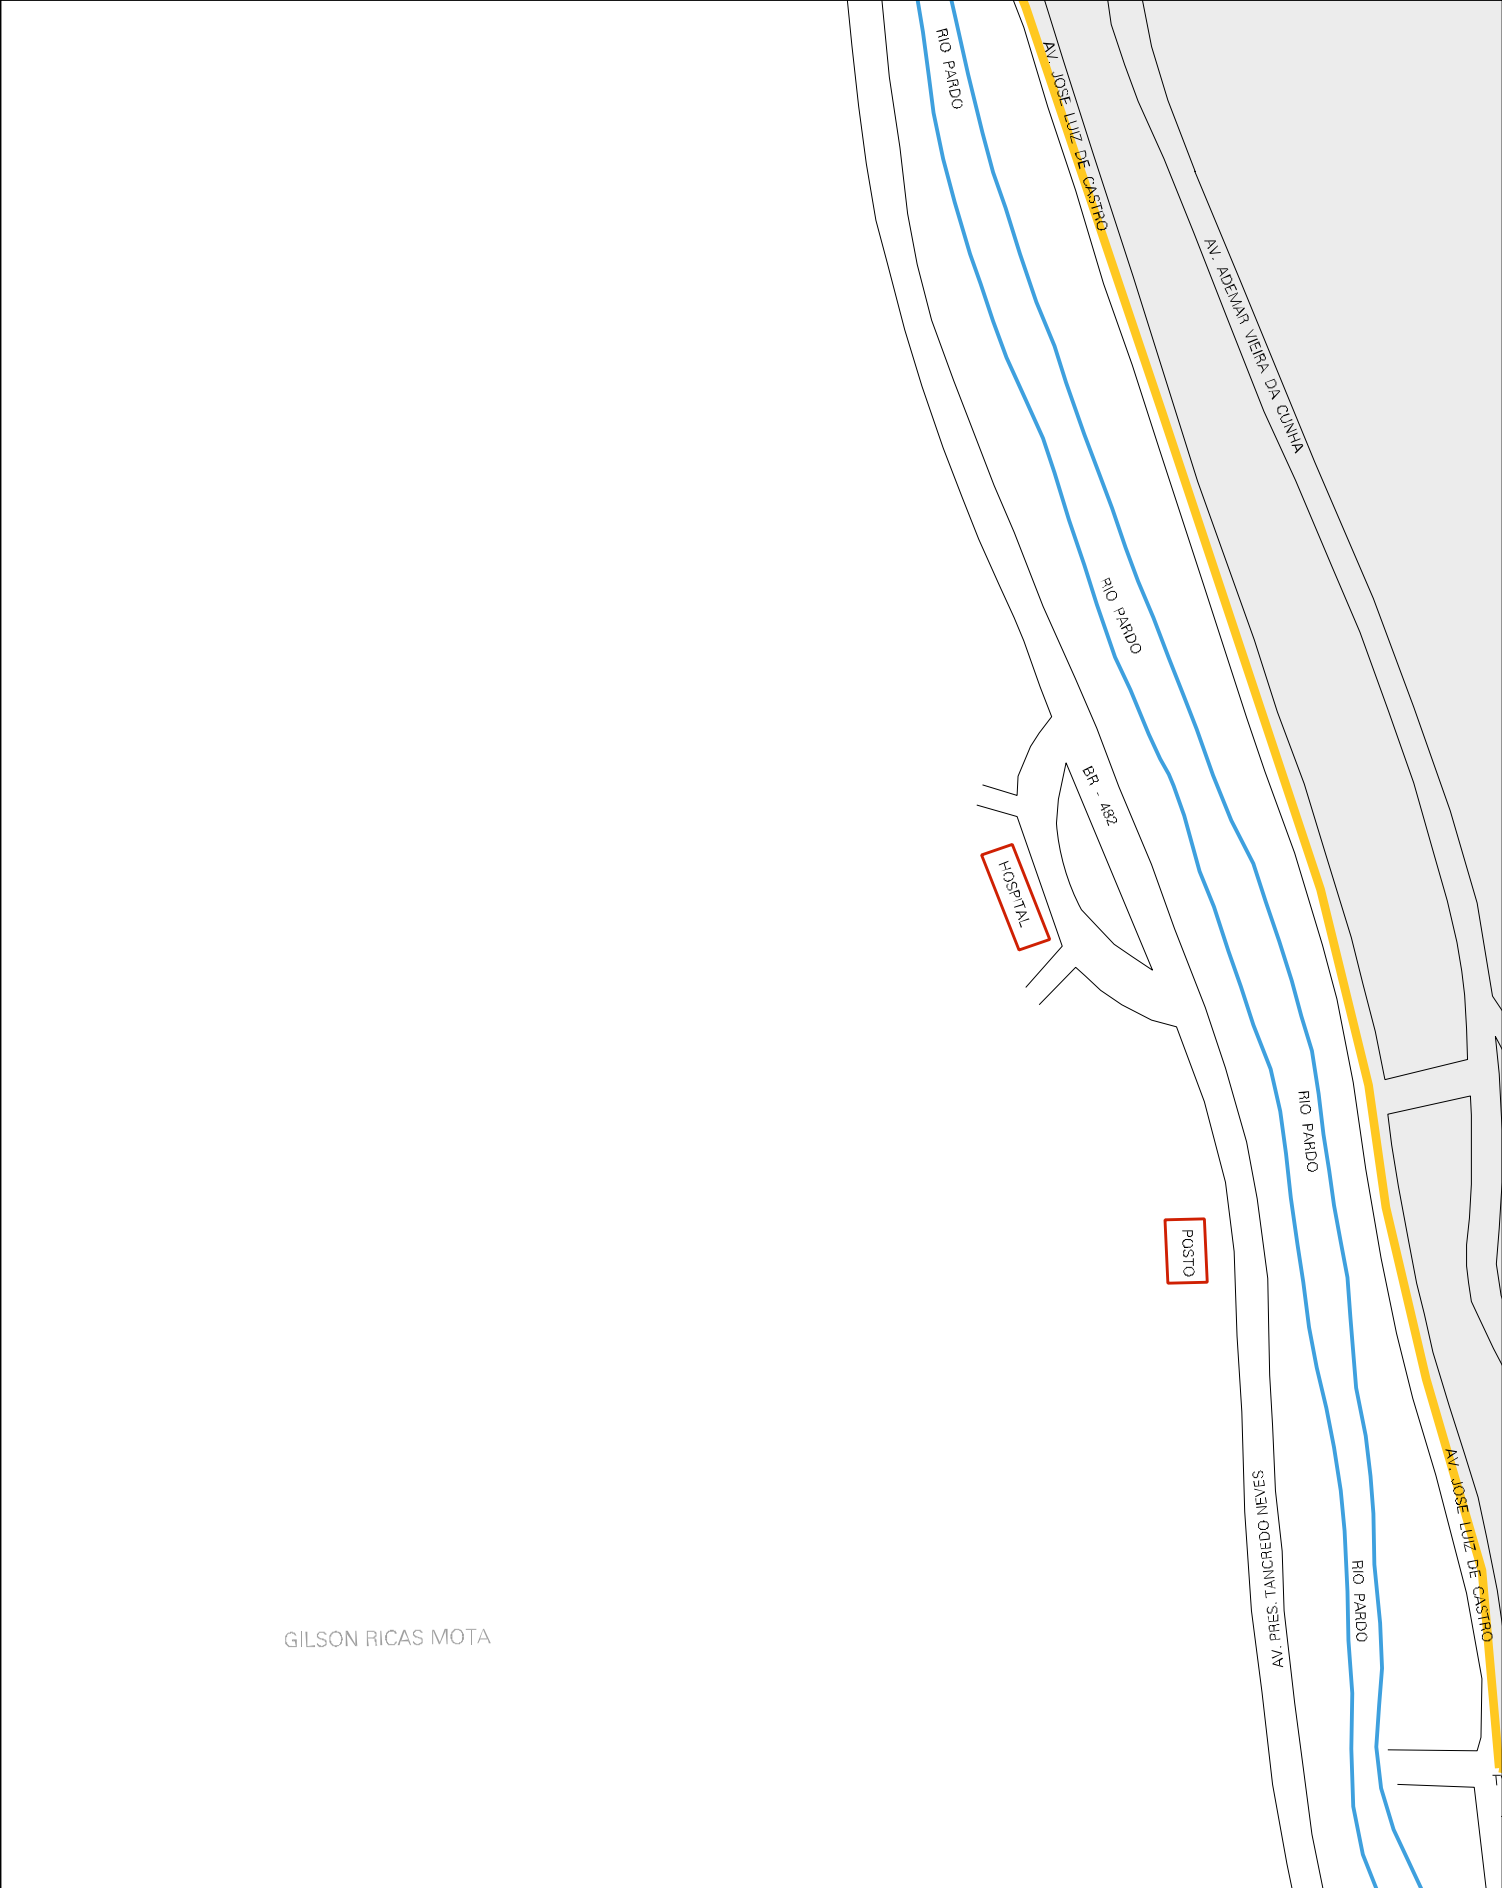 RIO PARDO
AV. JOSE LUIZ DE CASTRO
AV. ADEMAR VIEIRA DA CUNHA
RIO PARDO
BR - 482
HOSPITAL
RIO PARDO
POSTO
AV. JOSE LUIZ DE CASTRO
AV. PRES. TANCREDO NEVES
RIO PARDO
GILSON RICAS MOTA